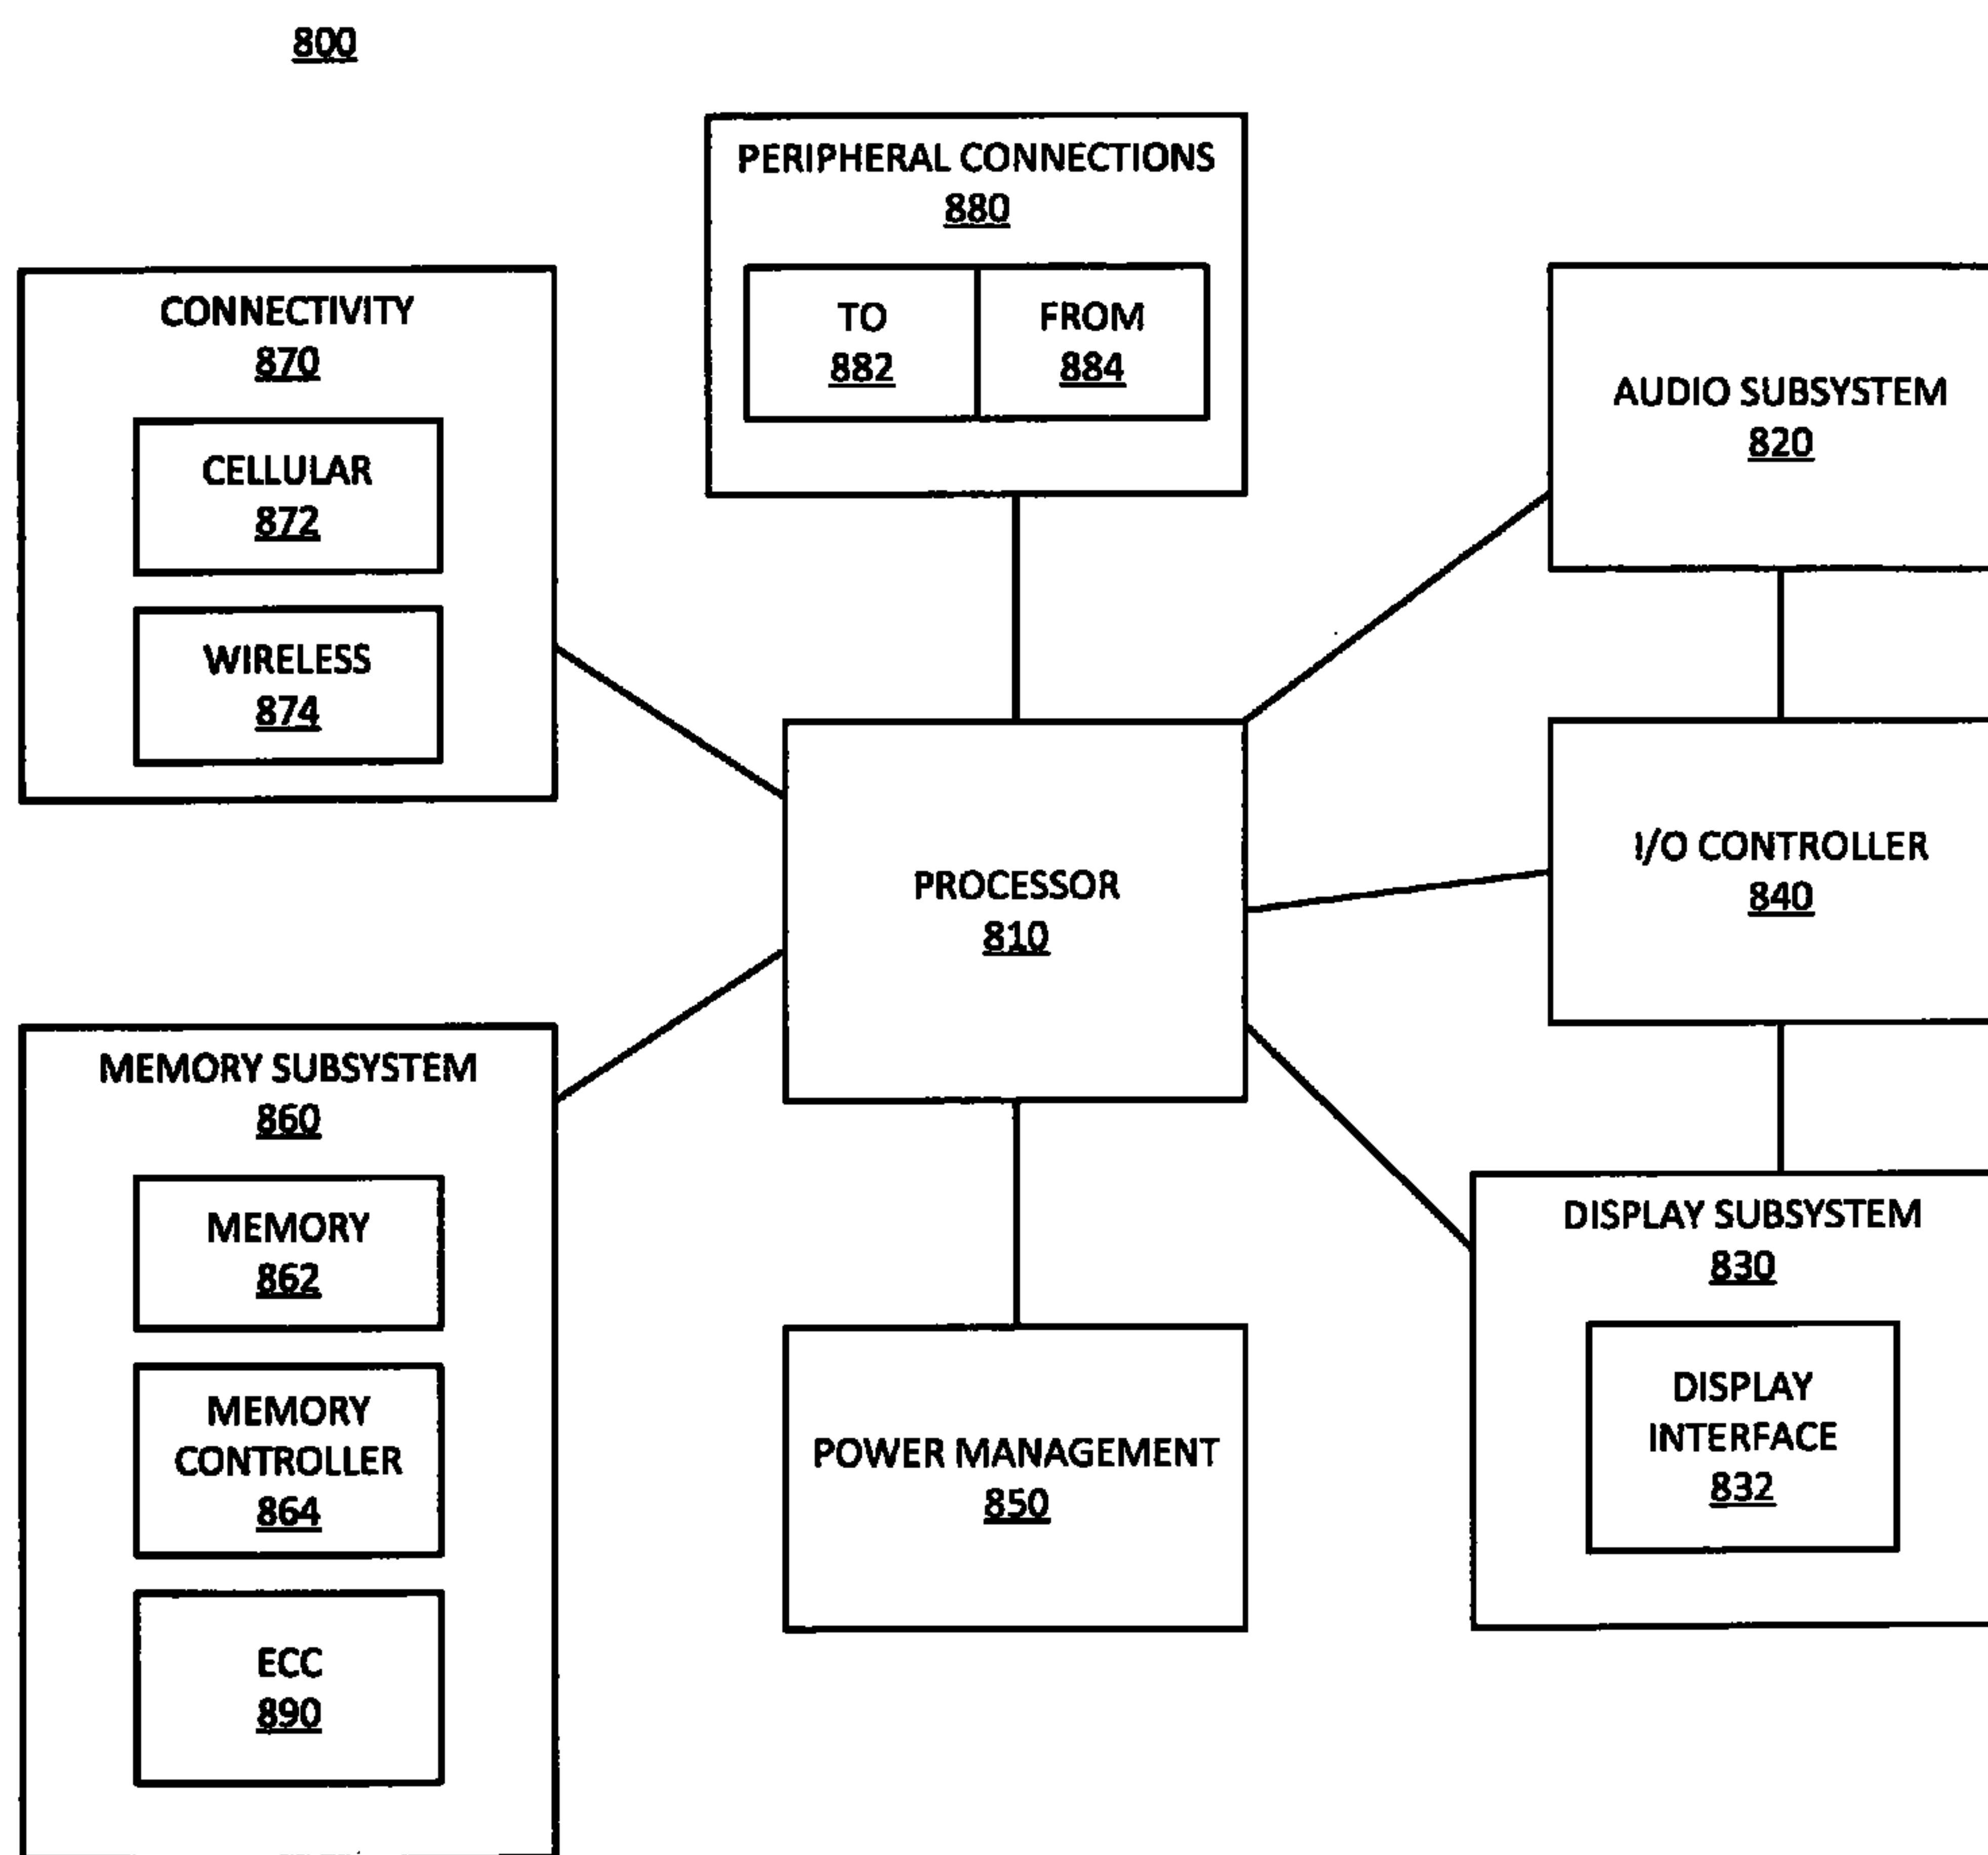 800
PERIPHERAL CONNECTIONS
880
TO
882
FROM
884
CONNECTIVITY
870
CELLULAR
872
WIRELESS
874
AUDIO SUBSYSTEM
820
PROCESSOR
810
I/O CONTROLLER
840
MEMORY SUBSYSTEM
860
MEMORY
862
MEMORY
CONTROLLER
864
ECC
890
POWER MANAGEMENT
850
DISPLAY SUBSYSTEM
830
DISPLAY
INTERFACE
832